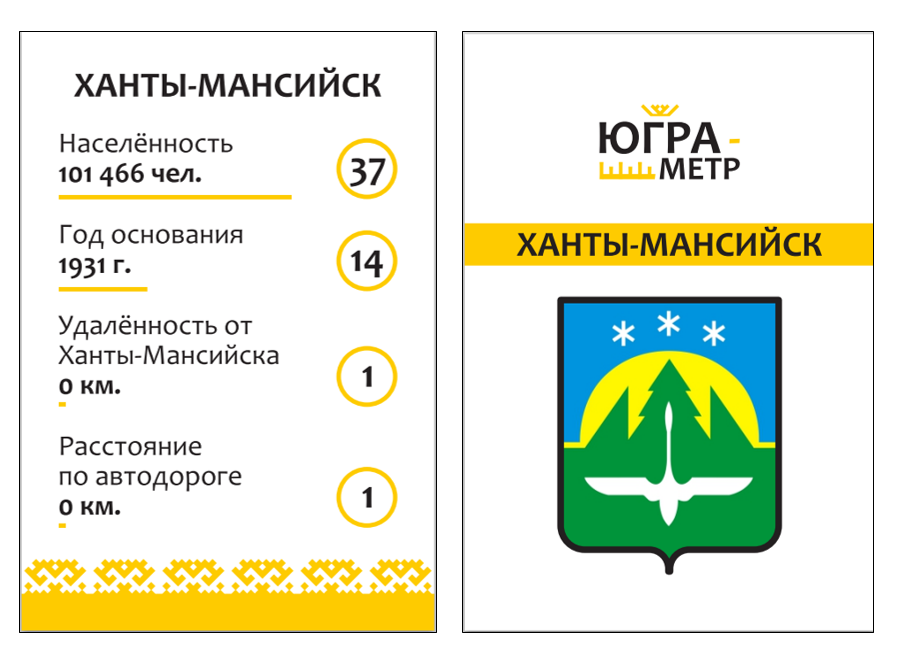 ХАНТЫ-МАНСИЙСК
Населённость
101 466 чел.
37
Год основания
1931 г.
14
Удалённость от
Ханты-Мансийска
0 км.
1
Расстояние
по автодороге
0 км.
1
ЮГРА -
МЕТР
ХАНТЫ-МАНСИЙСК